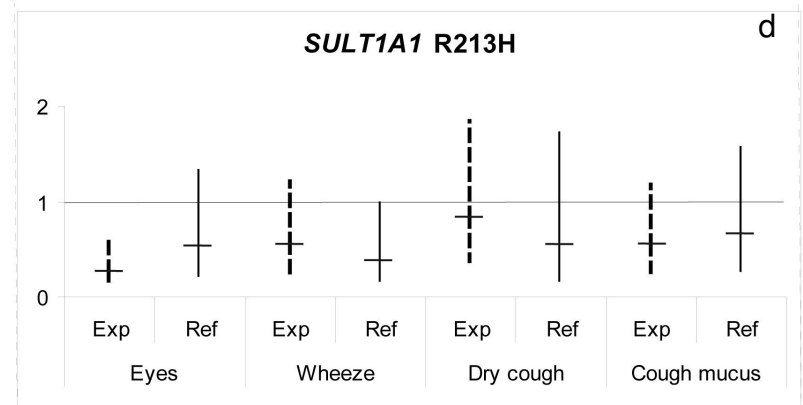 d
SULT1A1 R213H
2
1
0
Exp Ref Exp Ref Exp Ref Exp Ref
Eyes Wheeze Dry cough Cough mucus